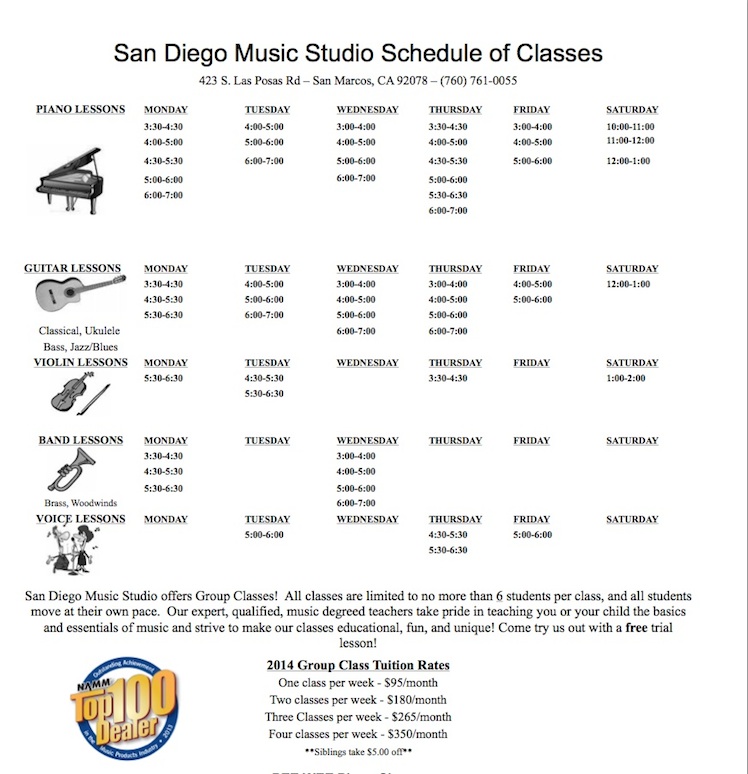 San Diego Music Studio Schedule of Classes
423 S. Las Posas Rd – San Marcos, CA 92078 – (760) 761-0055
PIANO LESSONS MONDAY TUESDAY WEDNESDAY THURSDAY FRIDAY SATURDAY
3:30-4:30 4:00-5:00 3:00-4:00 3:30-4:30 3:00-4:00 10:00-11:00
4:00-5:00 5:00-6:00 4:00-5:00 4:00-5:00 4:00-5:00 11:00-12:00
4:30-5:30 6:00-7:00 5:00-6:00 4:30-5:30 5:00-6:00 12:00-1:00
5:00-6:00 6:00-7:00 5:00-6:00
6:00-7:00 5:30-6:30
6:00-7:00
GUITAR LESSONS MONDAY TUESDAY WEDNESDAY THURSDAY FRIDAY SATURDAY
3:30-4:30 4:00-5:00 3:00-4:00 3:00-4:00 4:00-5:00 12:00-1:00
4:30-5:30 5:00-6:00 4:00-5:00 4:00-5:00 5:00-6:00
5:30-6:30 6:00-7:00 5:00-6:00 5:00-6:00
Classical, Ukulele 6:00-7:00 6:00-7:00
Bass, Jazz/Blues
VIOLIN LESSONS MONDAY TUESDAY WEDNESDAY THURSDAY FRIDAY SATURDAY
5:30-6:30 4:30-5:30 3:30-4:30 1:00-2:00
5:30-6:30
BAND LESSONS MONDAY TUESDAY WEDNESDAY THURSDAY FRIDAY SATURDAY
3:30-4:30 3:00-4:00
4:30-5:30 4:00-5:00
5:30-6:30 5:00-6:00
Brass, Woodwinds 6:00-7:00
VOICE LESSONS MONDAY TUESDAY WEDNESDAY THURSDAY FRIDAY SATURDAY
5:00-6:00 4:30-5:30 5:00-6:00
5:30-6:30
San Diego Music Studio offers Group Classes! All classes are limited to no more than 6 students per class, and all students
move at their own pace. Our expert, qualified, music degreed teachers take pride in teaching you or your child the basics
and essentials of music and strive to make our classes educational, fun, and unique! Come try us out with a free trial
lesson!
2014 Group Class Tuition Rates
One class per week - $95/month
Two classes per week - $180/month
Three Classes per week - $265/month
Four classes per week - $350/month
**Siblings take $5.00 off**
Outstanding Achievement
NAMM
Top 100
Dealer
in the Music Products Industry